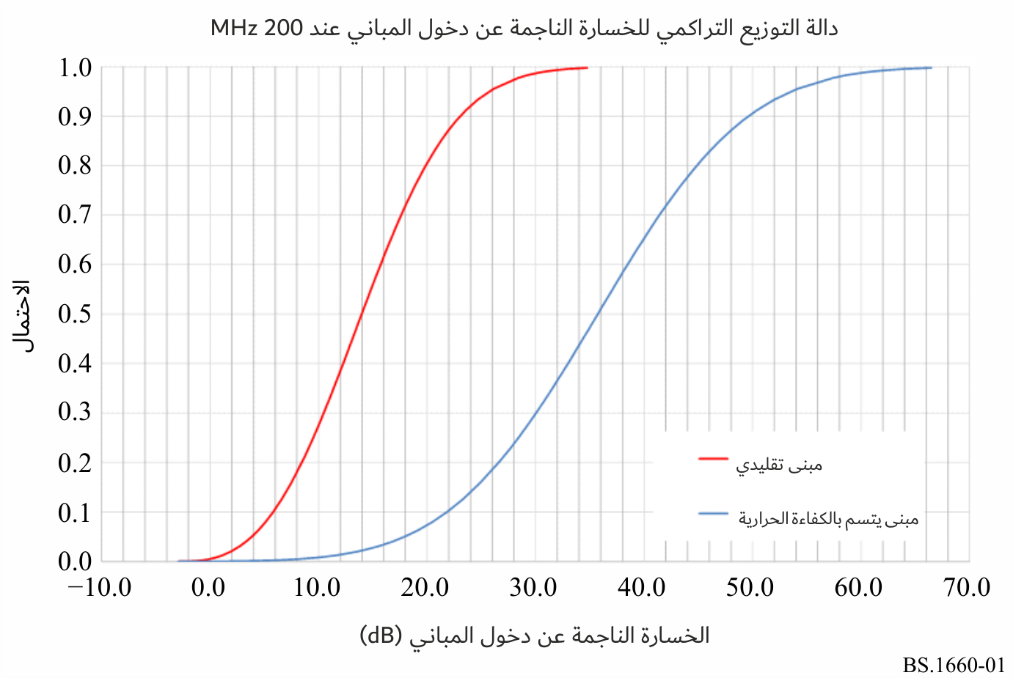 دالة التوزيع التراكمي للخسارة الناجمة عن دخول المباني عند 200 MHz
1.0
0.9
0.8
0.7
0.6
0.5
0.4
0.3
0.2
0.1
0.0
الاحتمال
مبنى تقليدي
مبنى يتسم بالكفاءة الحرارية
−10.0 0.0 10.0 20.0 30.0 40.0 50.0 60.0 70.0
الخسارة الناجمة عن دخول المباني (dB)
BS.1660-01